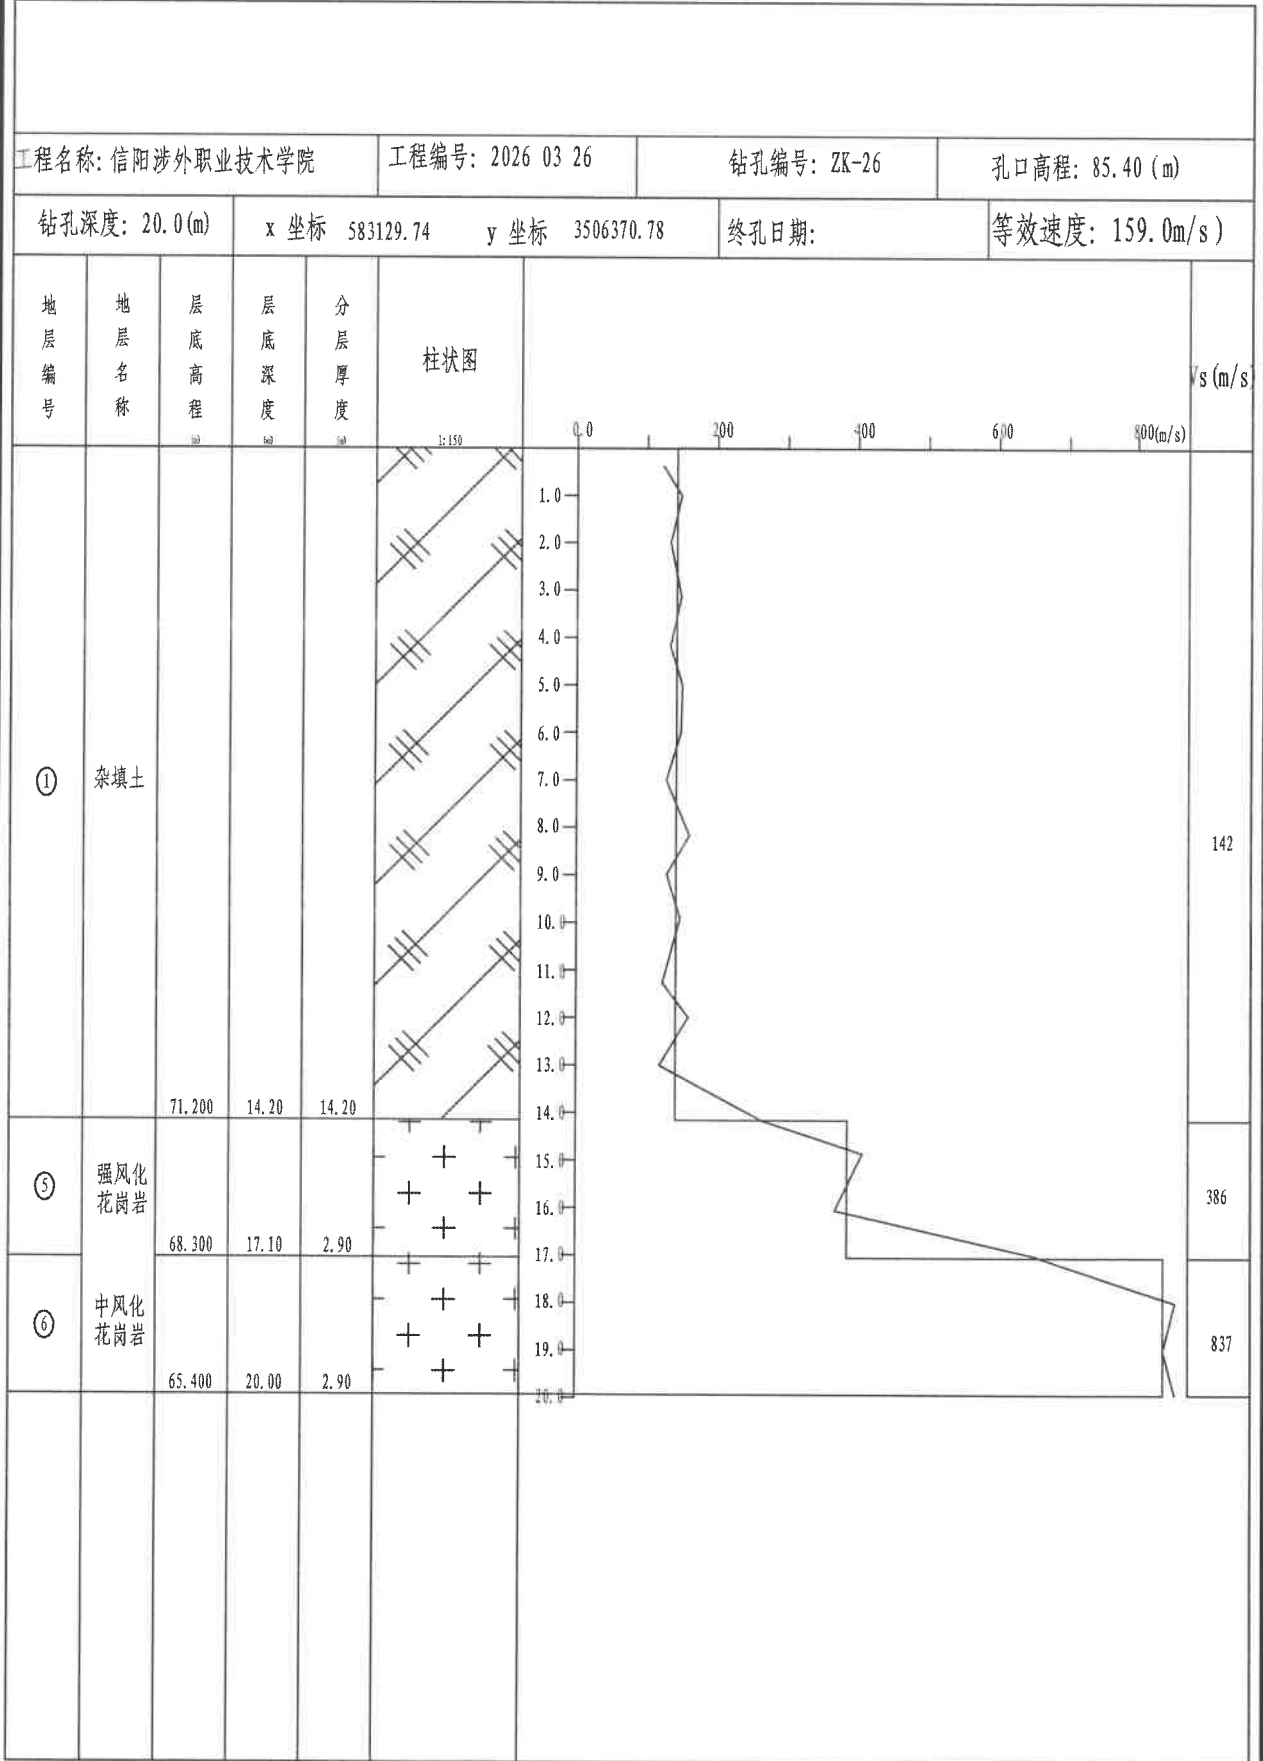 工程名称: 信阳涉外职业技术学院
工程编号: 2026 03 26
钻孔编号: ZK-26
孔口高程: 85.40 (m)
钻孔深度: 20.0(m)
x 坐标 583129.74 y 坐标 3506370.78
终孔日期:
等效速度: 159.0m/s)
地层编号
地层名称
层底高程
(m)
层底深度
(m)
分层厚度
(m)
柱状图
1:150
0.0 200 400 600 800(m/s)
Vs(m/s
1.0
2.0
3.0
4.0
5.0
6.0
7.0
8.0
9.0
10.0
11.0
12.0
13.0
14.0
15.0
16.0
17.0
18.0
19.0
20.0
① 杂填土 71.200 14.20 14.20 142
⑤ 强风化
花岗岩 68.300 17.10 2.90 386
⑥ 中风化
花岗岩 65.400 20.00 2.90 837